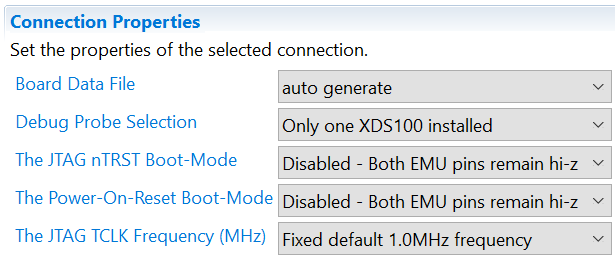 Connection Properties
Set the properties of the selected connection.
Board Data File auto generate
Debug Probe Selection Only one XDS100 installed
The JTAG nTRST Boot-Mode Disabled - Both EMU pins remain hi-z
The Power-On-Reset Boot-Mode Disabled - Both EMU pins remain hi-z
The JTAG TCLK Frequency (MHz) Fixed default 1.0MHz frequency